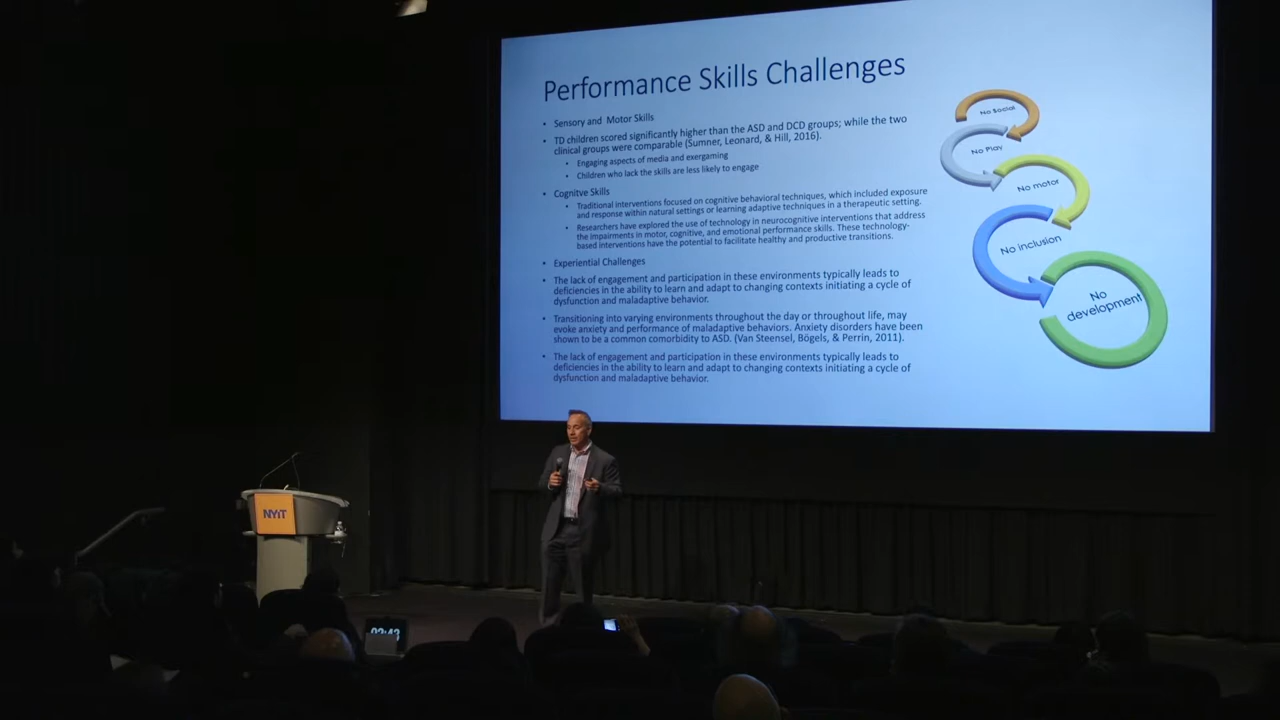 Performance Skills Challenges
• Sensory and Motor Skills
• TD children scored significantly higher than the ASD and DCD groups; while the two
clinical groups were comparable (Sumner, Leonard, & Hill, 2016).
• Engaging aspects of media and exergaming
• Children who lack the skills are less likely to engage
• Cognitve Skills
• Traditional interventions focused on cognitive behavioral techniques, which included exposure
and response within natural settings or learning adaptive techniques in a therapeutic setting.
• Researchers have explored the use of technology in neurocognitive interventions that address
the impairments in motor, cognitive, and emotional performance skills. These technology-
based interventions have the potential to facilitate healthy and productive transitions.
• Experiential Challenges
• The lack of engagement and participation in these environments typically leads to
deficiencies in the ability to learn and adapt to changing contexts initiating a cycle of
dysfunction and maladaptive behavior.
• Transitioning into varying environments throughout the day or throughout life, may
evoke anxiety and performance of maladaptive behaviors. Anxiety disorders have been
shown to be a common comorbidity to ASD. (Van Steensel, Bögels, & Perrin, 2011).
• The lack of engagement and participation in these environments typically leads to
deficiencies in the ability to learn and adapt to changing contexts initiating a cycle of
dysfunction and maladaptive behavior.
No Social
No Play
No motor
No inclusion
No
development
NYiT
02:42